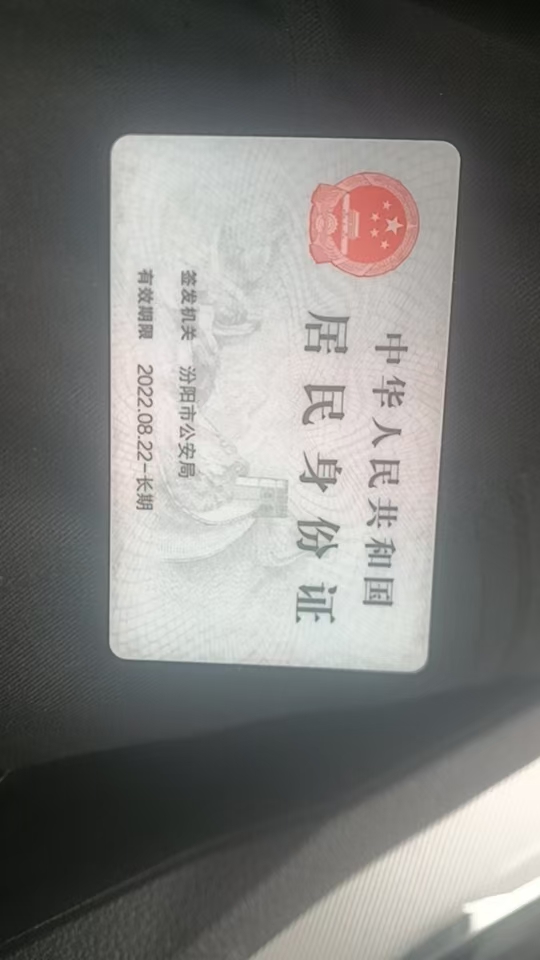 中华人民共和国
居民身份证
签发机关 汾阳市公安局
有效期限 2022.08.22-长期